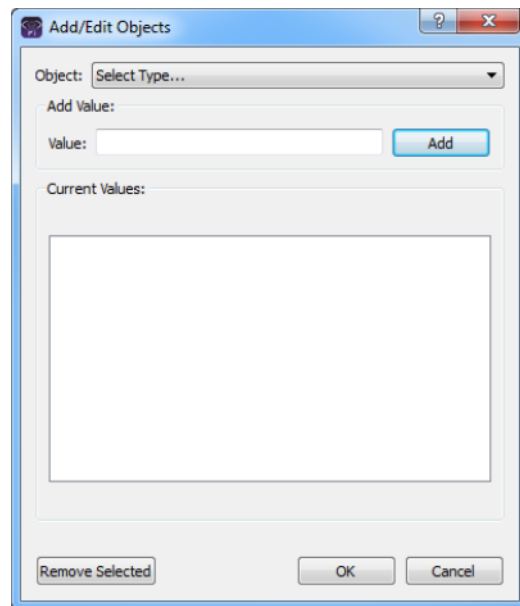 Add/Edit Objects
Object: Select Type...
Add Value:
Value: Add
Current Values:
Remove Selected OK Cancel